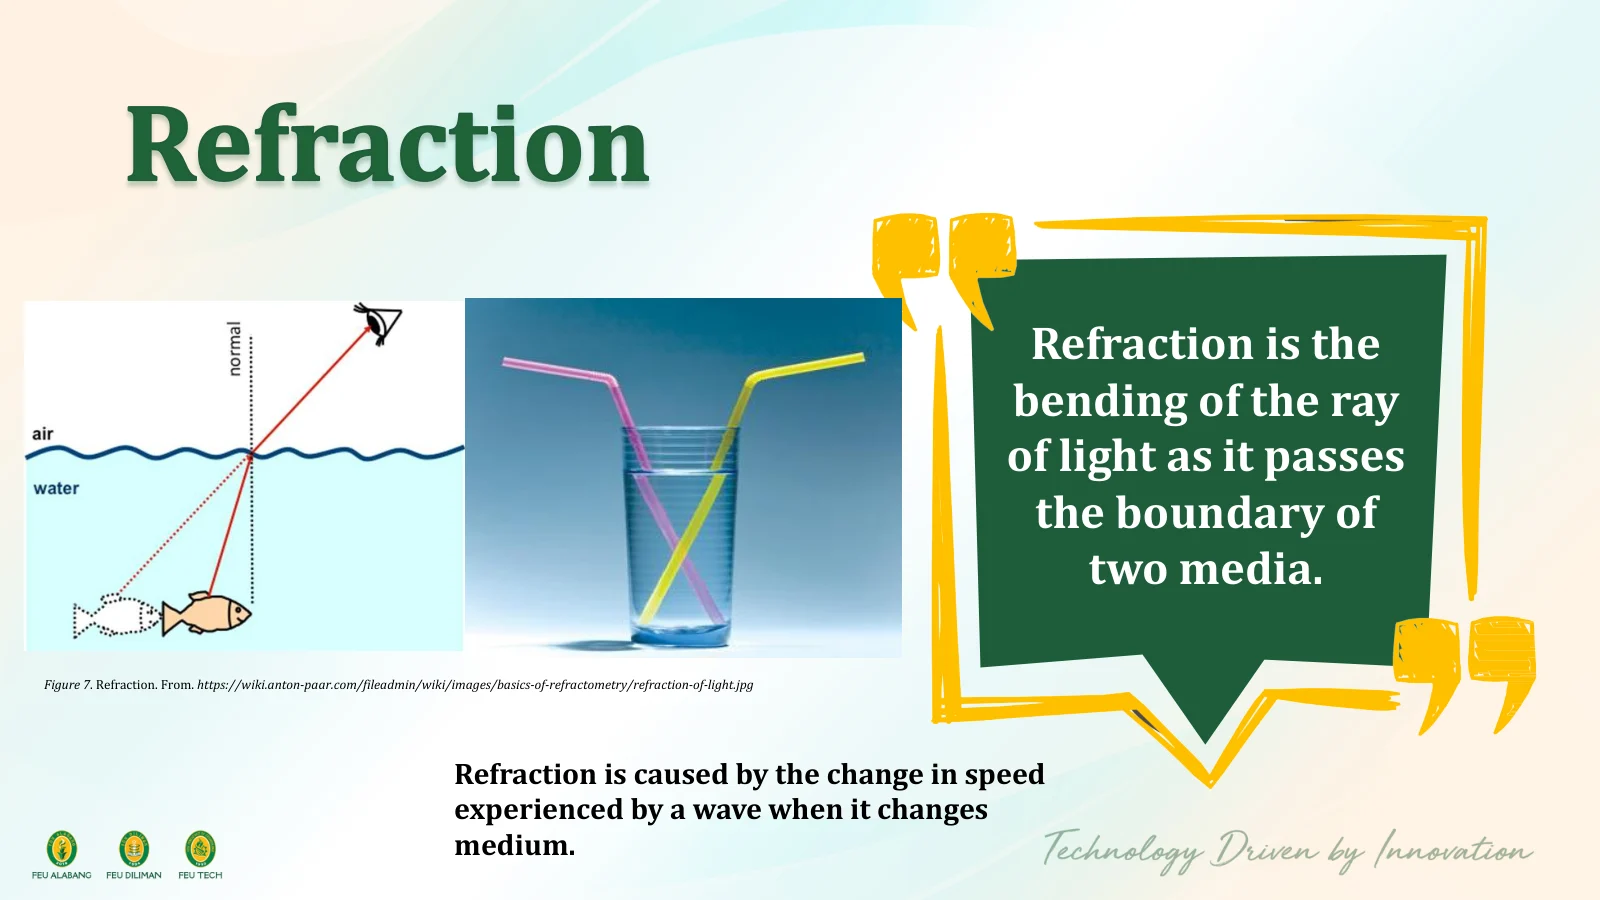 Refraction
normal
air
water
Refraction is the
bending of the ray
of light as it passes
the boundary of
two media.
Figure 7. Refraction. From. https://wiki.anton-paar.com/fileadmin/wiki/images/basics-of-refractometry/refraction-of-light.jpg
Refraction is caused by the change in speed
experienced by a wave when it changes
medium.
FEU ALABANG
FEU DILIMAN
FEU TECH
Technology Driven by Innovation